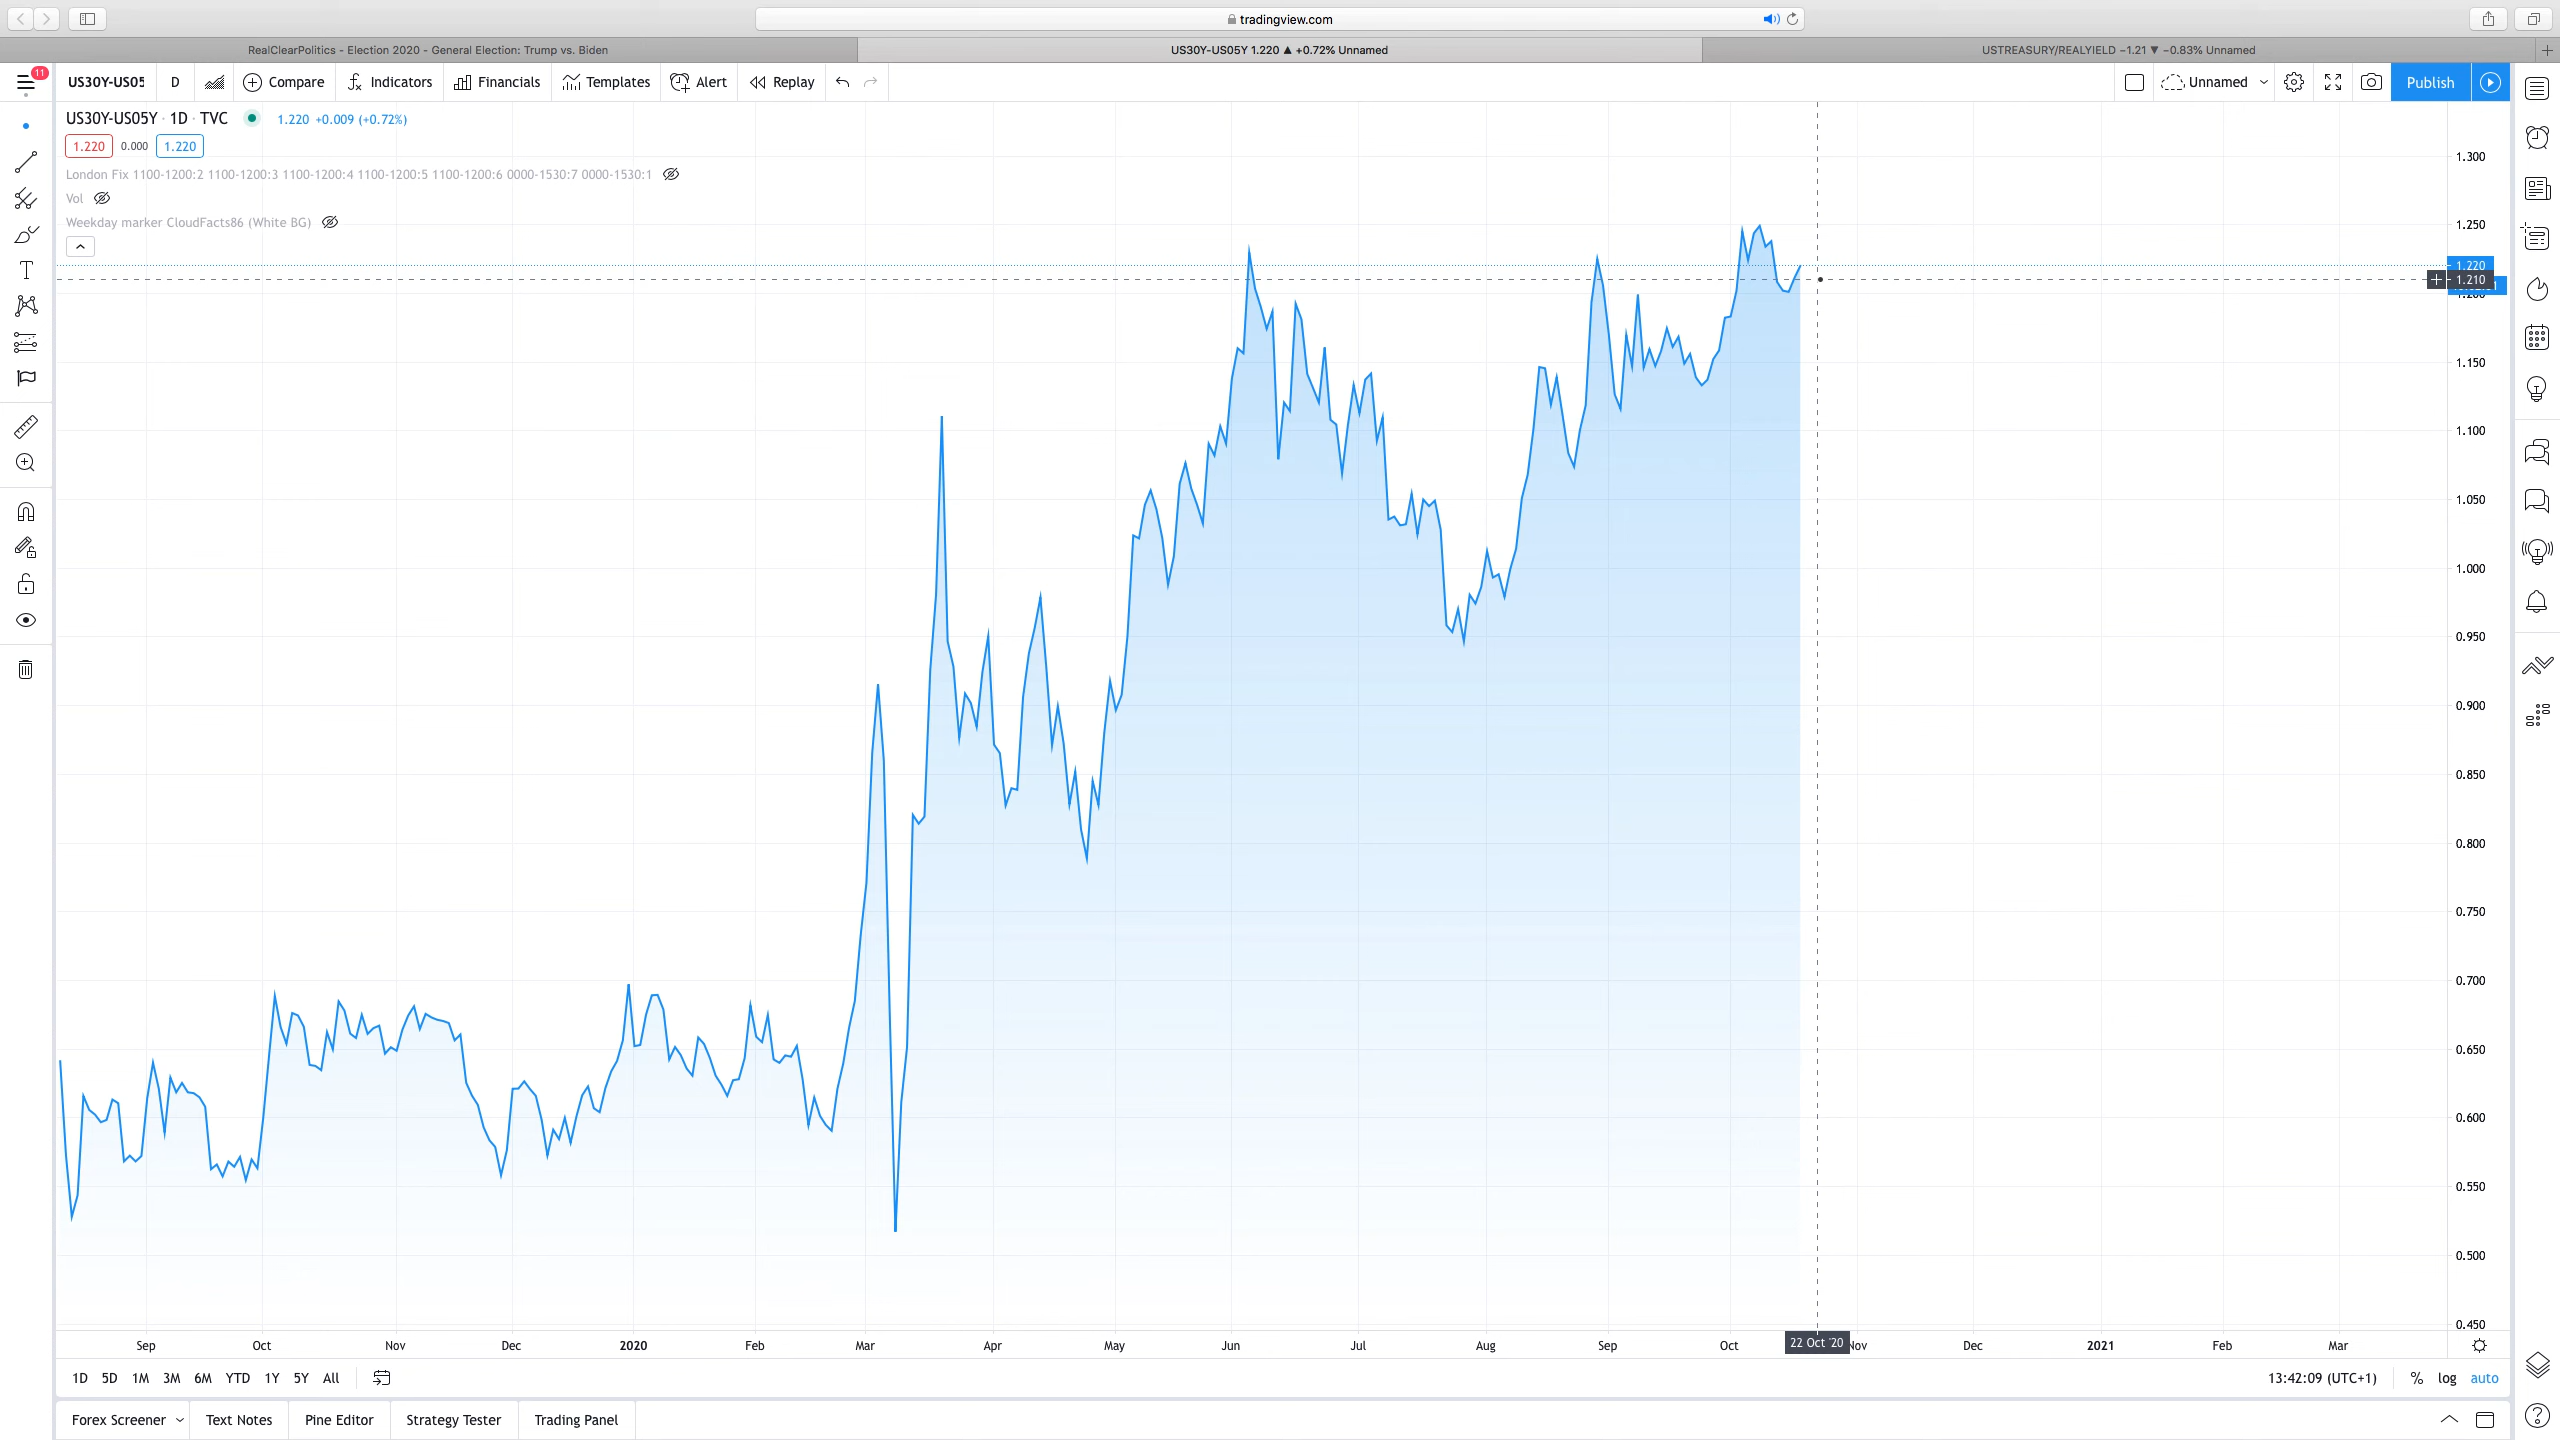 tradingview.com
RealClearPolitics - Election 2020 - General Election: Trump vs. Biden
US30Y-US05Y 1.220 ▲ +0.72% Unnamed
USTREASURY/REALYIELD −1.21 ▼ −0.83% Unnamed
11
US30Y-US05
D
Compare
Indicators
Financials
Templates
Alert
Replay
Unnamed
Publish
US30Y-US05Y · 1D · TVC
1.220 +0.009 (+0.72%)
1.220 0.000 1.220
London Fix 1100-1200:2 1100-1200:3 1100-1200:4 1100-1200:5 1100-1200:6 0000-1530:7 0000-1530:1
Vol
Weekday marker CloudFacts86 (White BG)
1.300
1.250
1.220
1.210
1.200
1.150
1.100
1.050
1.000
0.950
0.900
0.850
0.800
0.750
0.700
0.650
0.600
0.550
0.500
0.450
Sep Oct Nov Dec 2020 Feb Mar Apr May Jun Jul Aug Sep Oct 22 Oct '20 Nov Dec 2021 Feb Mar
1D 5D 1M 3M 6M YTD 1Y 5Y All
13:42:09 (UTC+1) % log auto
Forex Screener Text Notes Pine Editor Strategy Tester Trading Panel